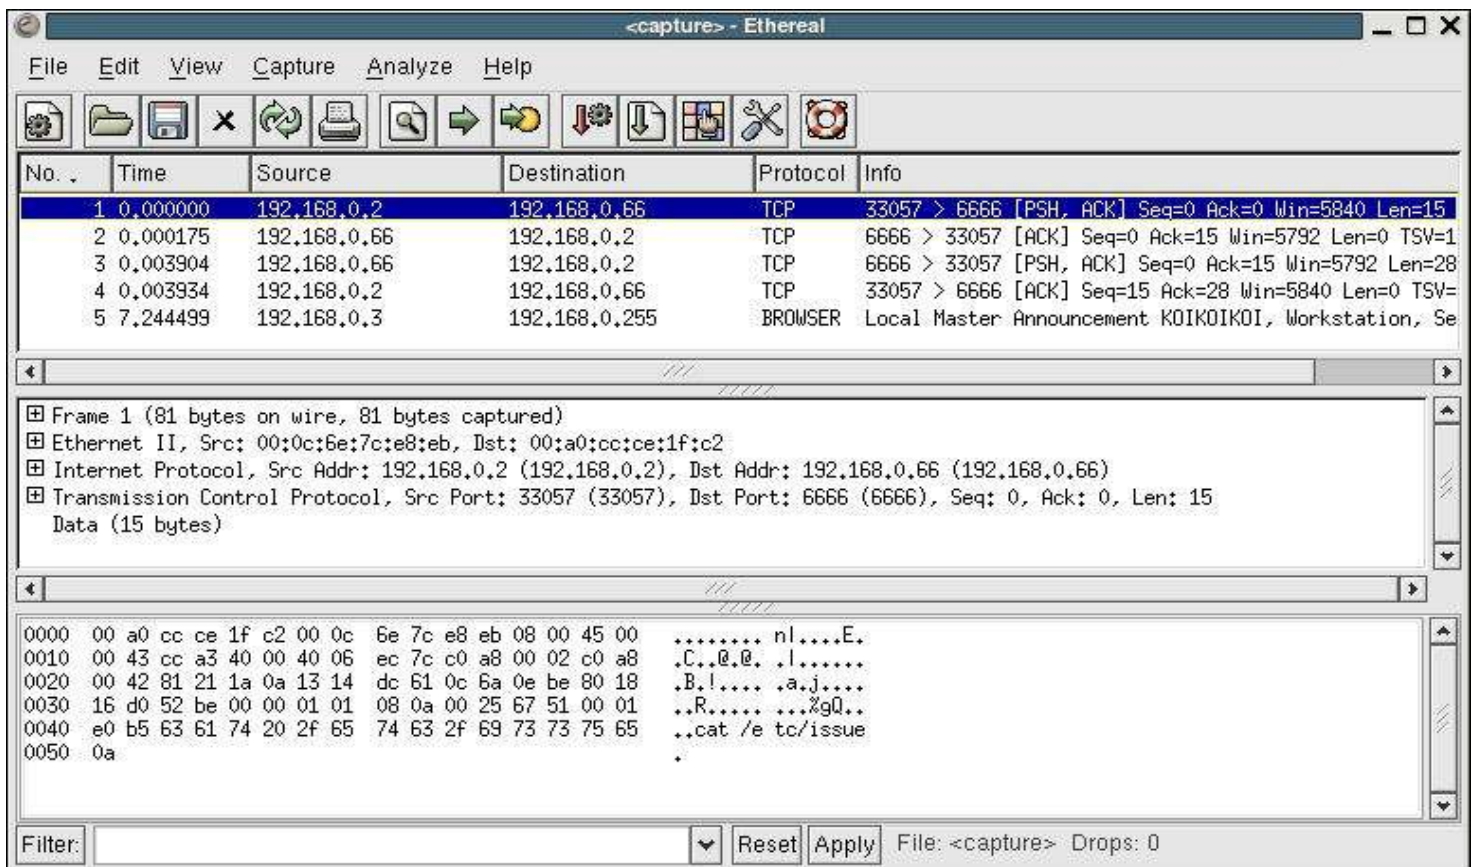 <capture> - Ethereal
File Edit View Capture Analyze Help
No. . Time Source Destination Protocol Info
1 0.000000 192.168.0.2 192.168.0.66 TCP 33057 > 6666 [PSH, ACK] Seq=0 Ack=0 Win=5840 Len=15
2 0.000175 192.168.0.66 192.168.0.2 TCP 6666 > 33057 [ACK] Seq=0 Ack=15 Win=5792 Len=0 TSV=1
3 0.003904 192.168.0.66 192.168.0.2 TCP 6666 > 33057 [PSH, ACK] Seq=0 Ack=15 Win=5792 Len=28
4 0.003934 192.168.0.2 192.168.0.66 TCP 33057 > 6666 [ACK] Seq=15 Ack=28 Win=5840 Len=0 TSV=
5 7.244499 192.168.0.3 192.168.0.255 BROWSER Local Master Announcement KOIKOIKOI, Workstation, Se
Frame 1 (81 bytes on wire, 81 bytes captured)
Ethernet II, Src: 00:0c:6e:7c:e8:eb, Dst: 00:a0:cc:ce:1f:c2
Internet Protocol, Src Addr: 192.168.0.2 (192.168.0.2), Dst Addr: 192.168.0.66 (192.168.0.66)
Transmission Control Protocol, Src Port: 33057 (33057), Dst Port: 6666 (6666), Seq: 0, Ack: 0, Len: 15
Data (15 bytes)
0000 00 a0 cc ce 1f c2 00 0c 6e 7c e8 eb 08 00 45 00 ........ n|....E.
0010 00 43 cc a3 40 00 40 06 ec 7c c0 a8 00 02 c0 a8 .C..@.@. .|......
0020 00 42 81 21 1a 0a 13 14 dc 61 0c 6a 0e be 80 18 .B.!.... .a.j....
0030 16 d0 52 be 00 00 01 01 08 0a 00 25 67 51 00 01 ..R..... ...%gQ..
0040 e0 b5 63 61 74 20 2f 65 74 63 2f 69 73 73 75 65 ..cat /e tc/issue
0050 0a .
Filter: Reset Apply File: <capture> Drops: 0